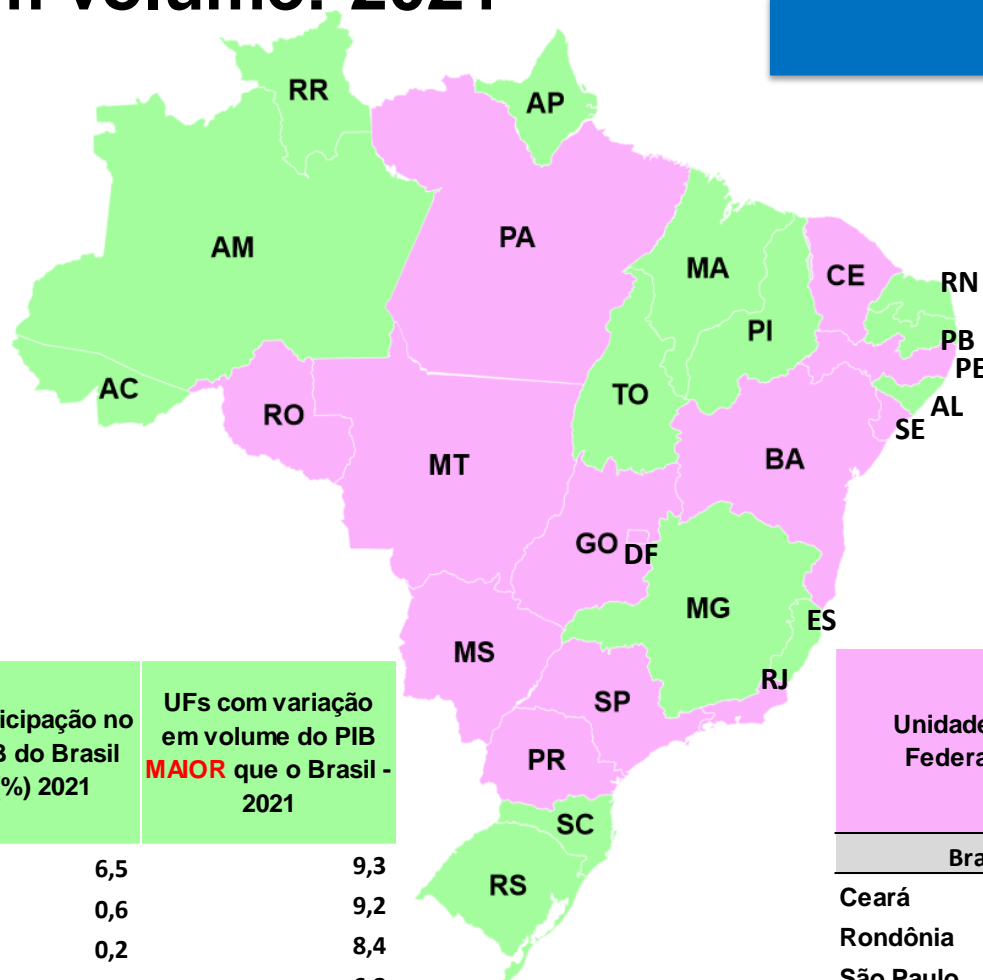 volume: 2021
RR
AP
AM
PA
MA
CE
RN
PI
PB
PE
AC
RO
TO
AL
SE
MT
BA
GO
DF
MG
ES
MS
RJ
SP
PR
SC
RS
icipação no
do Brasil
%) 2021
UFs com variação
em volume do PIB
MAIOR que o Brasil -
2021
6,5 9,3
0,6 9,2
0,2 8,4
Unidade
Federa
Bra
Ceará
Rondônia
São Paulo